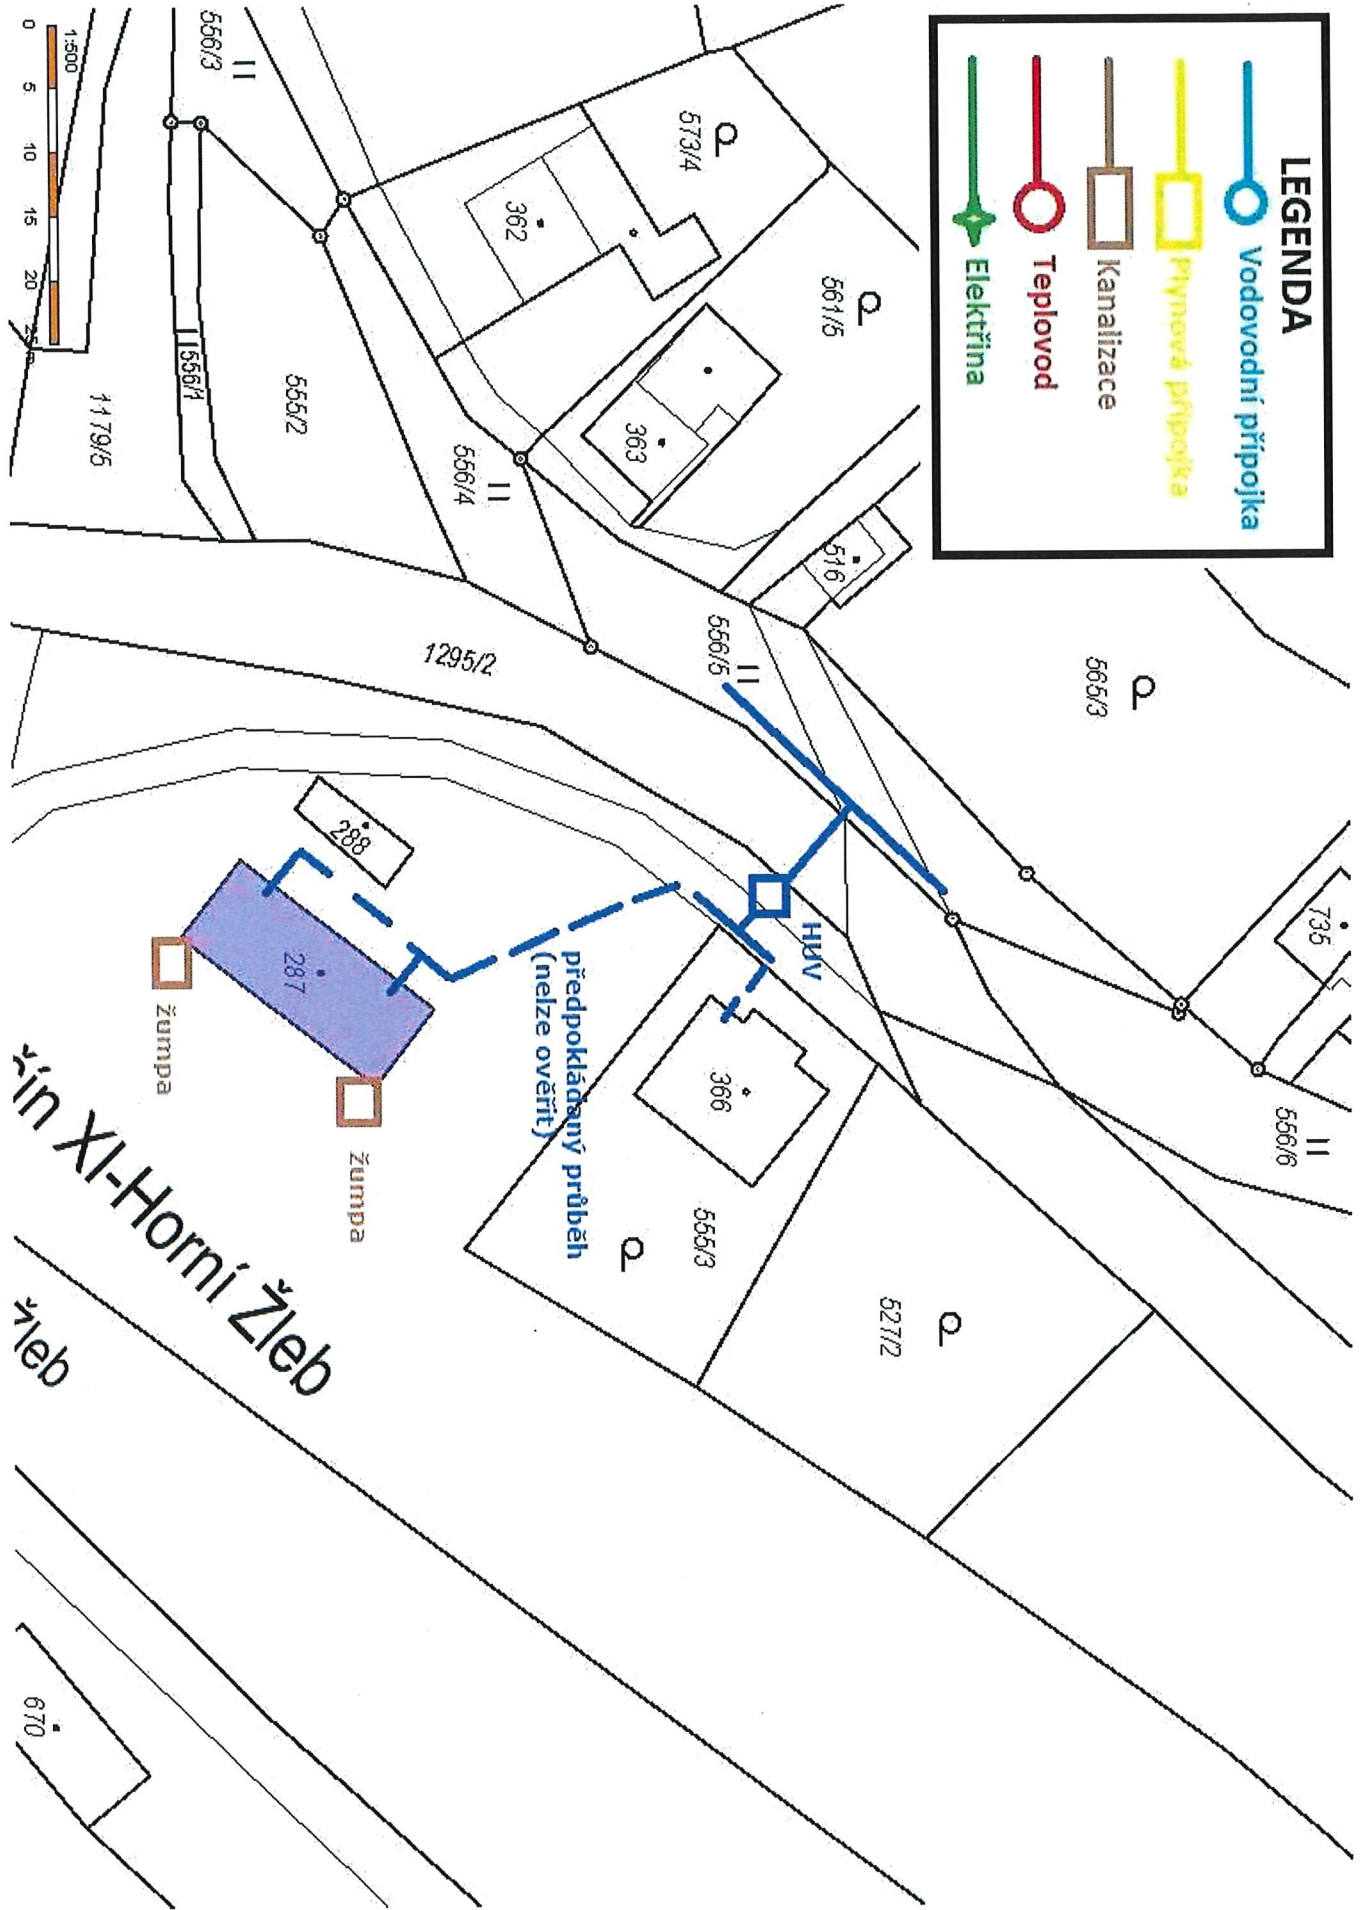 LEGENDA
Vodovodní přípojka
Plynové přípojka
Kanalizace
Teplovod
Elektřina
565/3
735
556/6
561/5
516
573/4
363
362
556/5
556/4
556/3
555/2
556/1
1179/5
1295/2
HUV
366
555/3
527/2
předpokládaný průběh
(nelze ověřit)
288
287
žumpa
žumpa
čín XI-Horní Žleb
Žleb
670
1:500
0 5 10 15 20